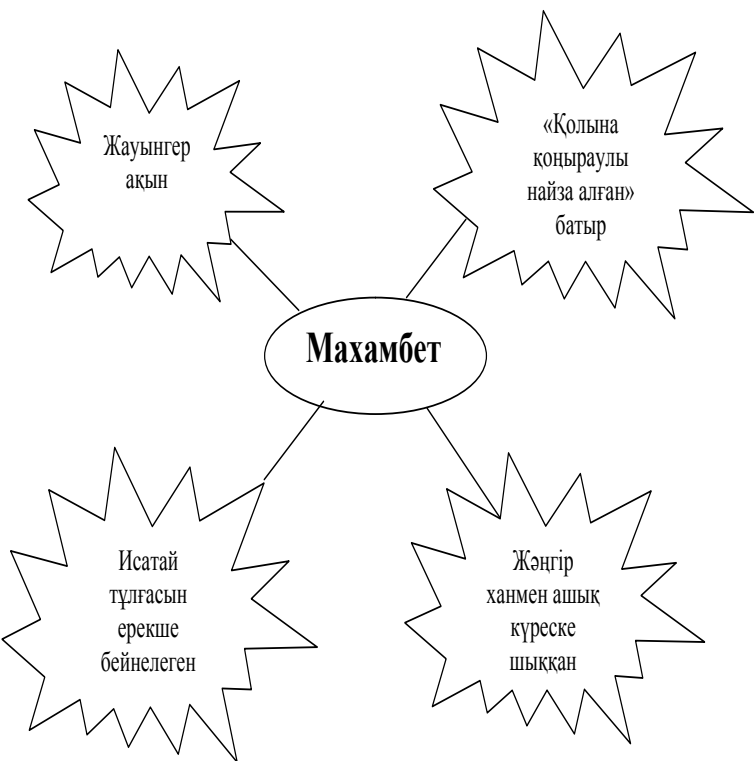 Жауынгер
ақын
«Қолына
қоңыраулы
найза алған»
батыр
Махамбет
Исатай
тұлғасын
ерекше
бейнелеген
Жәңгір
ханмен ашық
күреске
шыққан